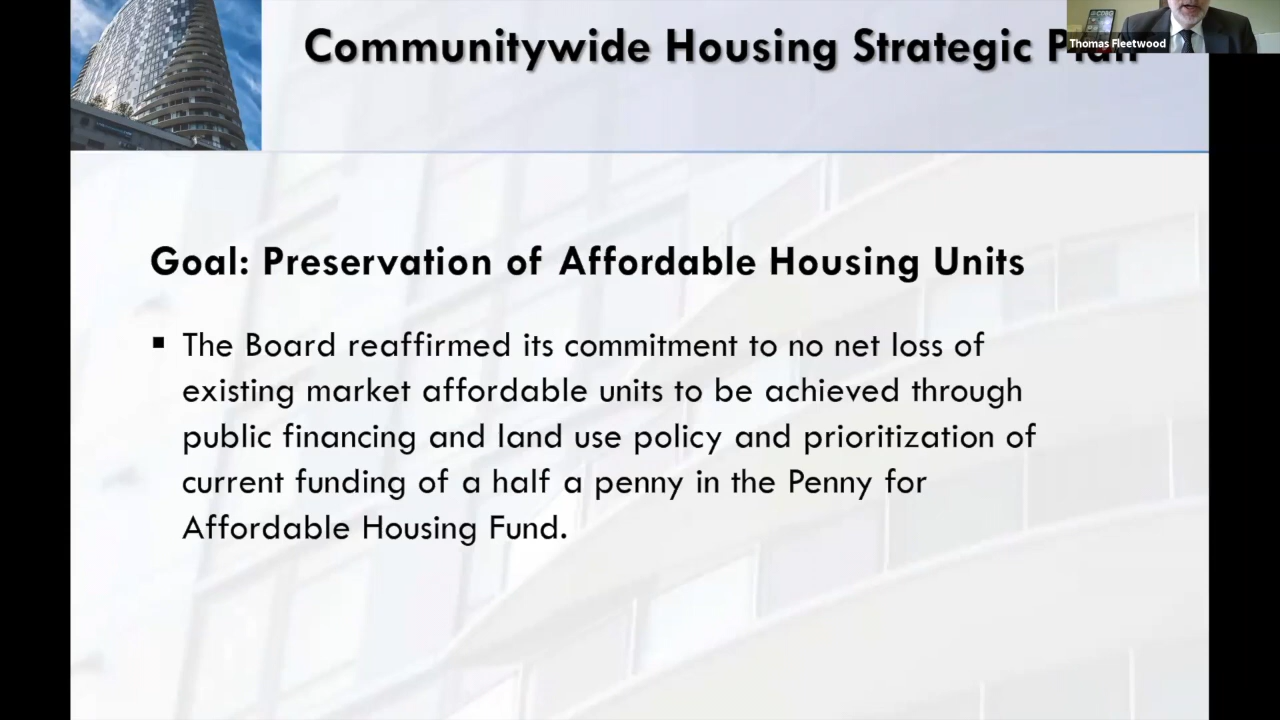 Communitywide Housing Strategic Plan
Thomas Fleetwood
Goal: Preservation of Affordable Housing Units
▪ The Board reaffirmed its commitment to no net loss of
existing market affordable units to be achieved through
public financing and land use policy and prioritization of
current funding of a half a penny in the Penny for
Affordable Housing Fund.